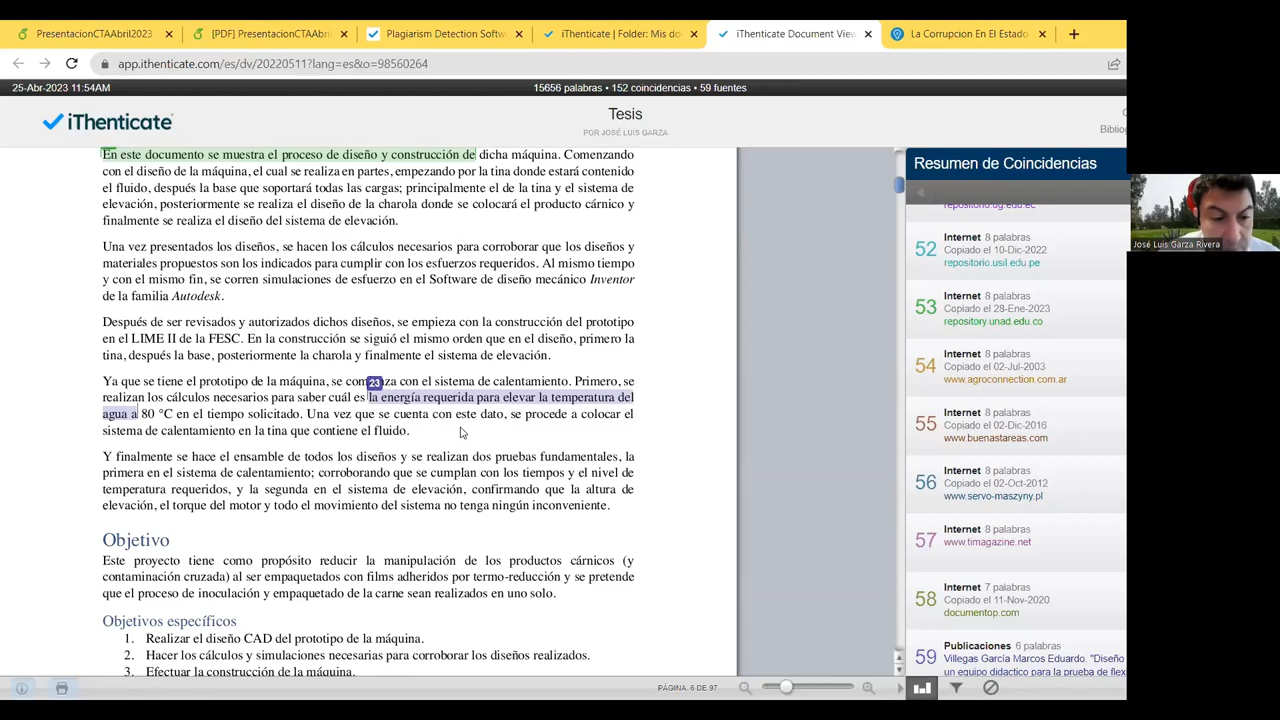 PresentacionCTAAbril2023
[PDF] PresentacionCTAAbri
Plagiarism Detection Softw
iThenticate | Folder: Mis do
iThenticate Document View
La Corrupcion En El Estado
app.ithenticate.com/es/dv/20220511?lang=es&o=98560264
25-Abr-2023 11:54AM
15656 palabras • 152 coincidencias • 59 fuentes
iThenticate
Tesis
POR JOSÉ LUIS GARZA
Bibliog
En este documento se muestra el proceso de diseño y construcción de dicha máquina. Comenzando
con el diseño de la máquina, el cual se realiza en partes, empezando por la tina donde estará contenido
el fluido, después la base que soportará todas las cargas; principalmente el de la tina y el sistema de
elevación, posteriormente se realiza el diseño de la charola donde se colocará el producto cárnico y
finalmente se realiza el diseño del sistema de elevación.
Una vez presentados los diseños, se hacen los cálculos necesarios para corroborar que los diseños y
materiales propuestos son los indicados para cumplir con los esfuerzos requeridos. Al mismo tiempo
y con el mismo fin, se corren simulaciones de esfuerzo en el Software de diseño mecánico Inventor
de la familia Autodesk.
Después de ser revisados y autorizados dichos diseños, se empieza con la construcción del prototipo
en el LIME II de la FESC. En la construcción se siguió el mismo orden que en el diseño, primero la
tina, después la base, posteriormente la charola y finalmente el sistema de elevación.
Ya que se tiene el prototipo de la máquina, se com 23 za con el sistema de calentamiento. Primero, se
realizan los cálculos necesarios para saber cuál es la energía requerida para elevar la temperatura del
agua a 80 °C en el tiempo solicitado. Una vez que se cuenta con este dato, se procede a colocar el
sistema de calentamiento en la tina que contiene el fluido.
Y finalmente se hace el ensamble de todos los diseños y se realizan dos pruebas fundamentales, la
primera en el sistema de calentamiento; corroborando que se cumplan con los tiempos y el nivel de
temperatura requeridos, y la segunda en el sistema de elevación, confirmando que la altura de
elevación, el torque del motor y todo el movimiento del sistema no tenga ningún inconveniente.
Objetivo
Este proyecto tiene como propósito reducir la manipulación de los productos cárnicos (y
contaminación cruzada) al ser empaquetados con films adheridos por termo-reducción y se pretende
que el proceso de inoculación y empaquetado de la carne sean realizados en uno solo.
Objetivos específicos
1. Realizar el diseño CAD del prototipo de la máquina.
2. Hacer los cálculos y simulaciones necesarias para corroborar los diseños realizados.
3. Efectuar la construcción de la máquina.
PÁGINA: 6 DE 97
Resumen de Coincidencias
repositorio.ug.edu.ec
52 Internet 8 palabras
Copiado el 10-Dic-2022
repositorio.usil.edu.pe
53 Internet 8 palabras
Copiado el 28-Ene-2023
repository.unad.edu.co
54 Internet 8 palabras
Copiado el 02-Jul-2003
www.agroconnection.com.ar
55 Internet 8 palabras
Copiado el 02-Dic-2016
www.buenastareas.com
56 Internet 8 palabras
Copiado el 02-Oct-2012
www.servo-maszyny.pl
57 Internet 8 palabras
www.timagazine.net
58 Internet 7 palabras
Copiado el 11-Nov-2020
documentop.com
59 Publicaciones 6 palabras
Villegas García Marcos Eduardo. "Diseño
un equipo didactico para la prueba de flex
José Luis Garza Rivera